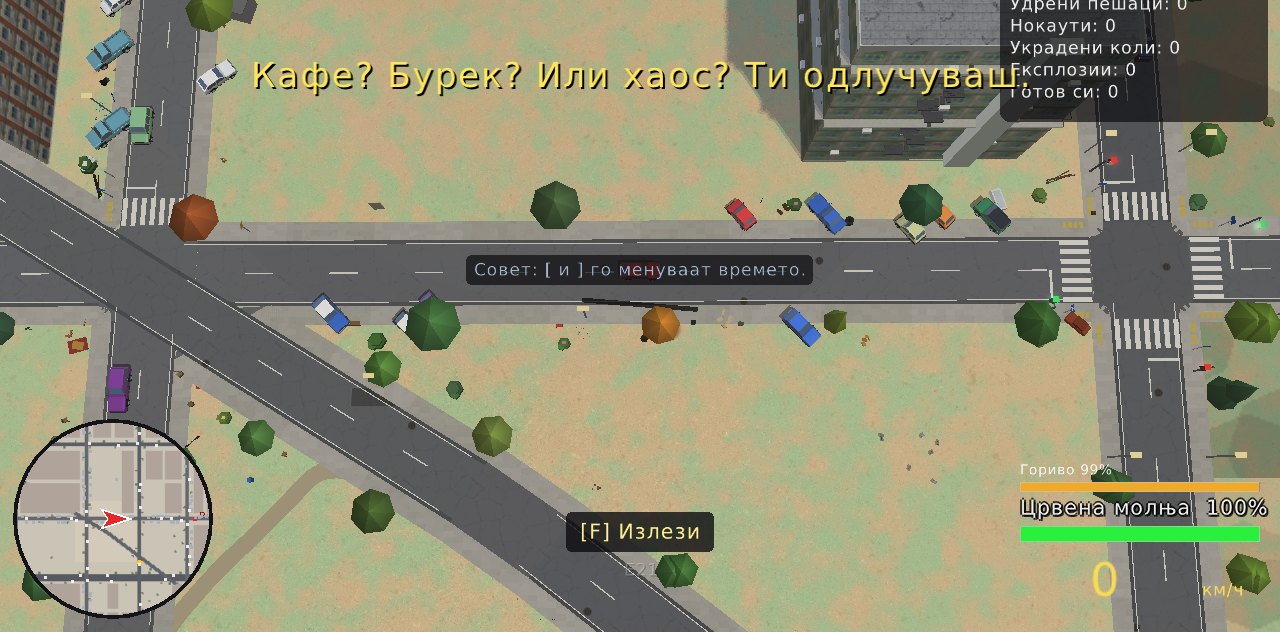 Удрени пешаци: 0
Нокаути: 0
Украдени коли: 0
Експлозии: 0
Готов си: 0
Кафе? Бурек? Или хаос? Ти одлучуваш.
Совет: [ и ] го менуваат времето.
Гориво 99%
Црвена молња 100%
[F] Излези
0
км/ч